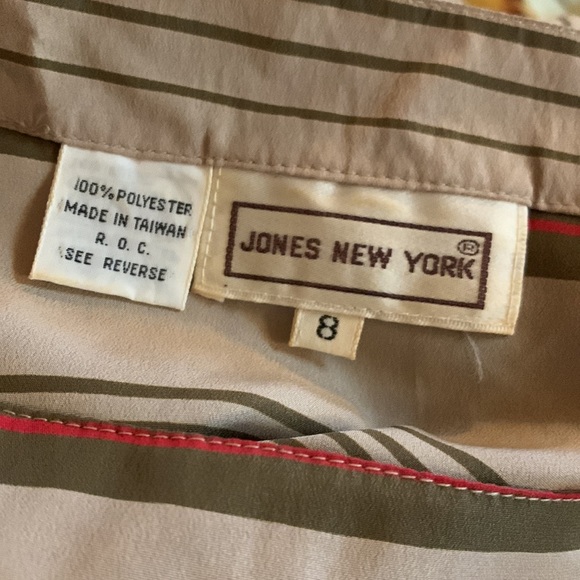 100% POLYESTER
MADE IN TAIWAN
R. O. C.
SEE REVERSE
JONES NEW YORK®
8